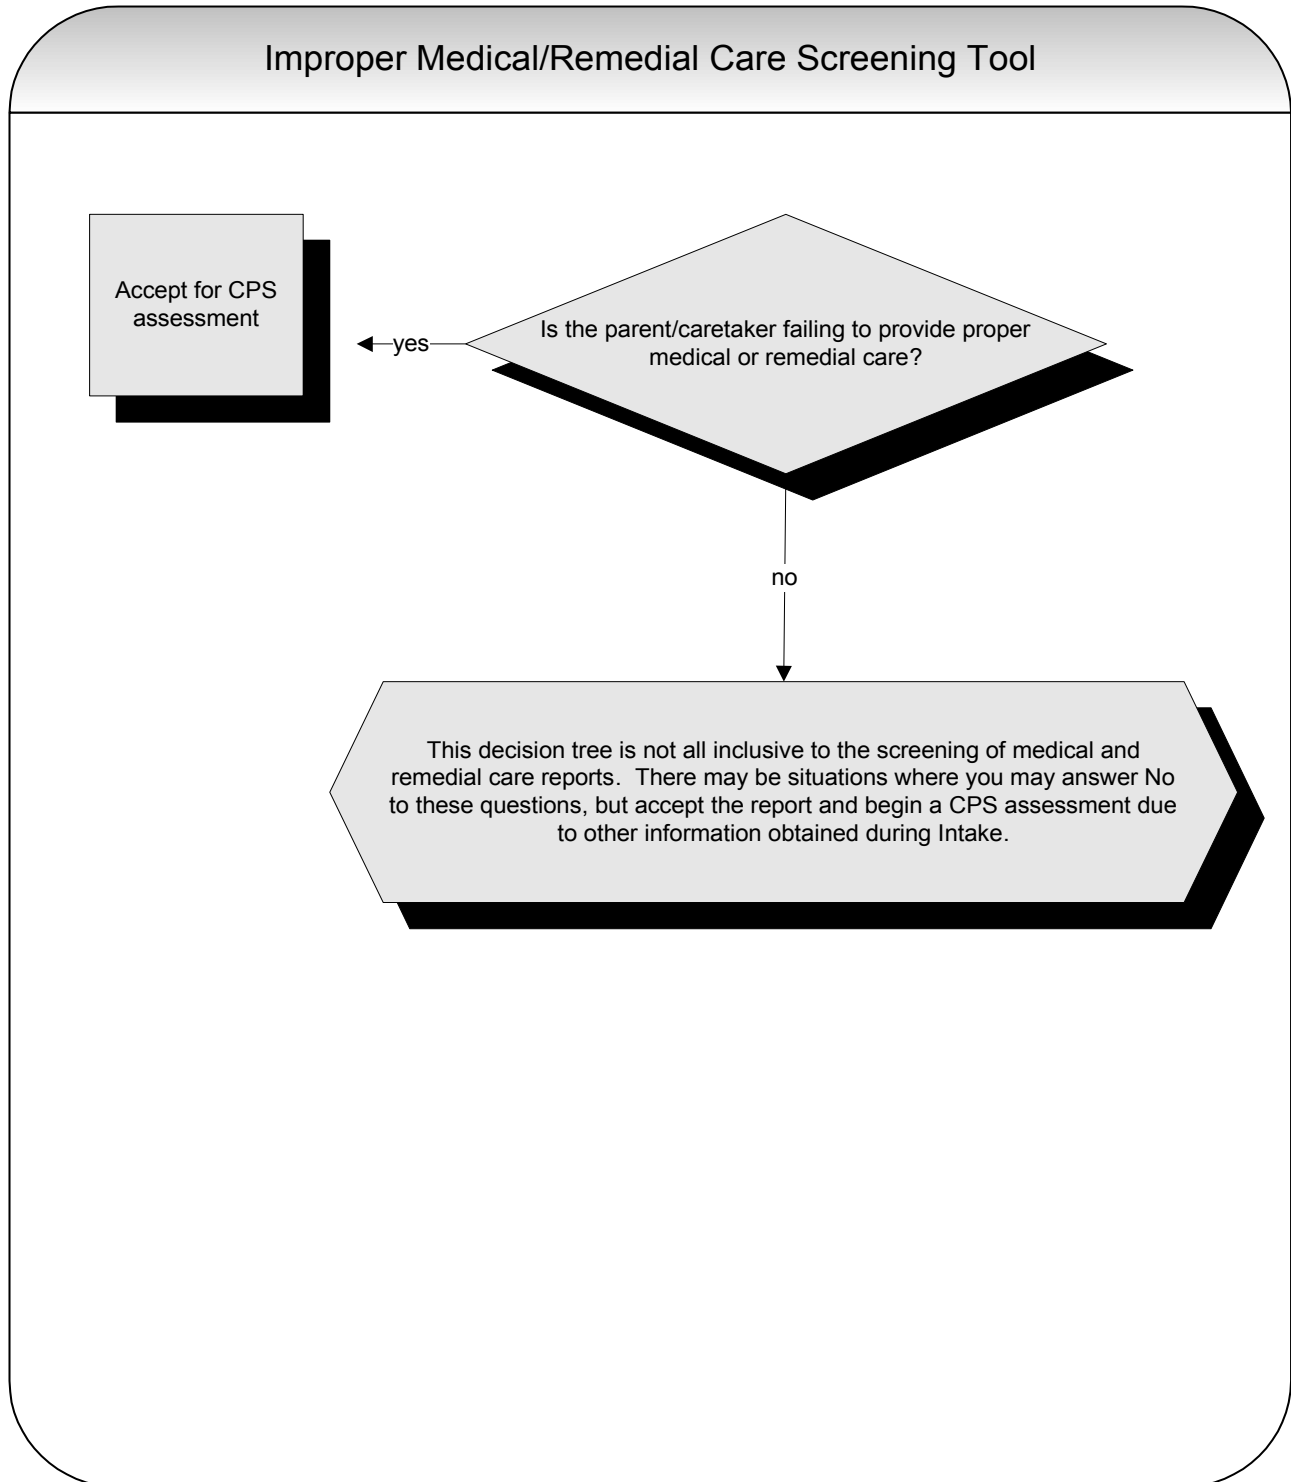 Improper Medical/Remedial Care Screening Tool
Accept for CPS
assessment
yes
Is the parent/caretaker failing to provide proper
medical or remedial care?
no
This decision tree is not all inclusive to the screening of medical and
remedial care reports.  There may be situations where you may answer No
to these questions, but accept the report and begin a CPS assessment due
to other information obtained during Intake.